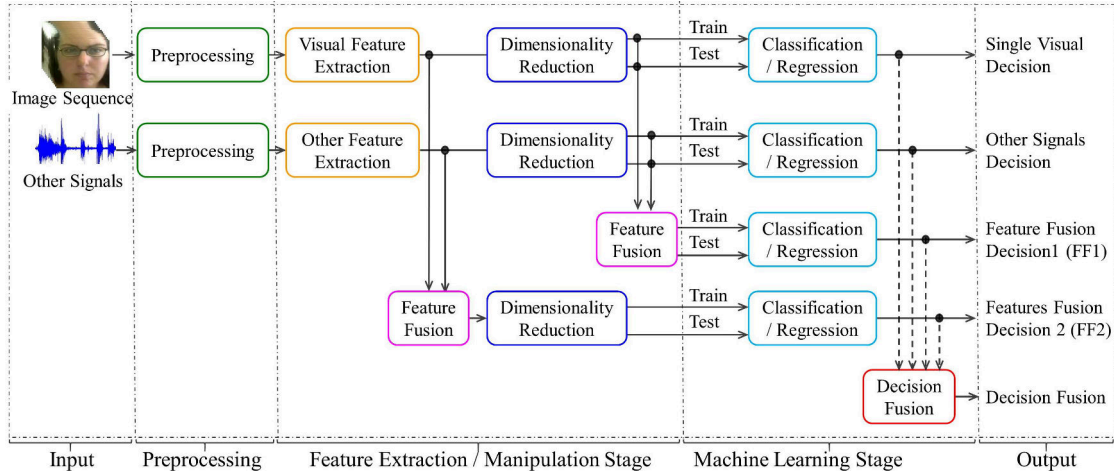 Image Sequence
Other Signals
Preprocessing
Preprocessing
Visual Feature
Extraction
Other Feature
Extraction
Dimensionality
Reduction
Dimensionality
Reduction
Train
Test
Train
Test
Classification
/ Regression
Classification
/ Regression
Single Visual
Decision
Other Signals
Decision
Feature
Fusion
Train
Test
Classification
/ Regression
Feature Fusion
Decision1 (FF1)
Feature
Fusion
Dimensionality
Reduction
Train
Test
Classification
/ Regression
Features Fusion
Decision 2 (FF2)
Decision
Fusion
Decision Fusion
Input
Preprocessing
Feature Extraction / Manipulation Stage
Machine Learning Stage
Output